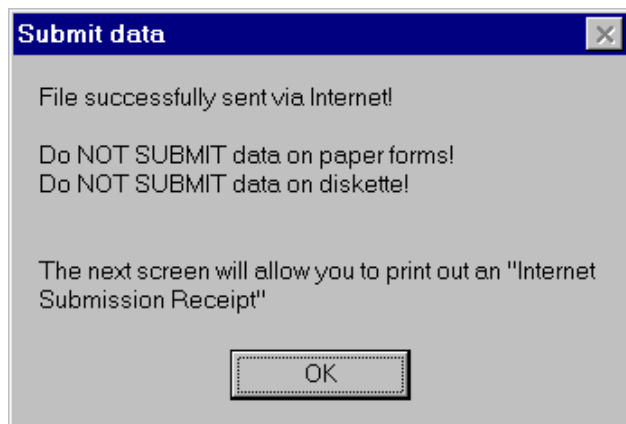 Submit data
File successfully sent via Internet!
Do NOT SUBMIT data on paper forms!
Do NOT SUBMIT data on diskette!
The next screen will allow you to print out an "Internet
Submission Receipt"
OK